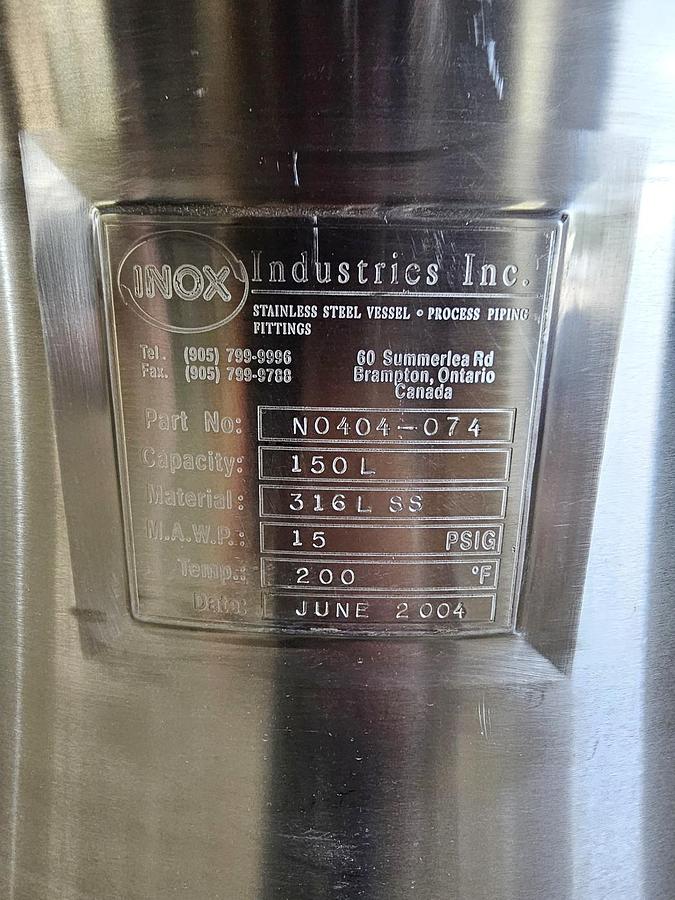 INOX Industries Inc.
STAINLESS STEEL VESSEL • PROCESS PIPING
FITTINGS
Tel. (905) 799-9996
Fax. (905) 799-9788
60 Summerlea Rd
Brampton, Ontario
Canada
Part No: N0404-074
Capacity: 150 L
Material: 316L SS
M.A.W.P.: 15 PSIG
Temp.: 200 °F
Date: JUNE 2004